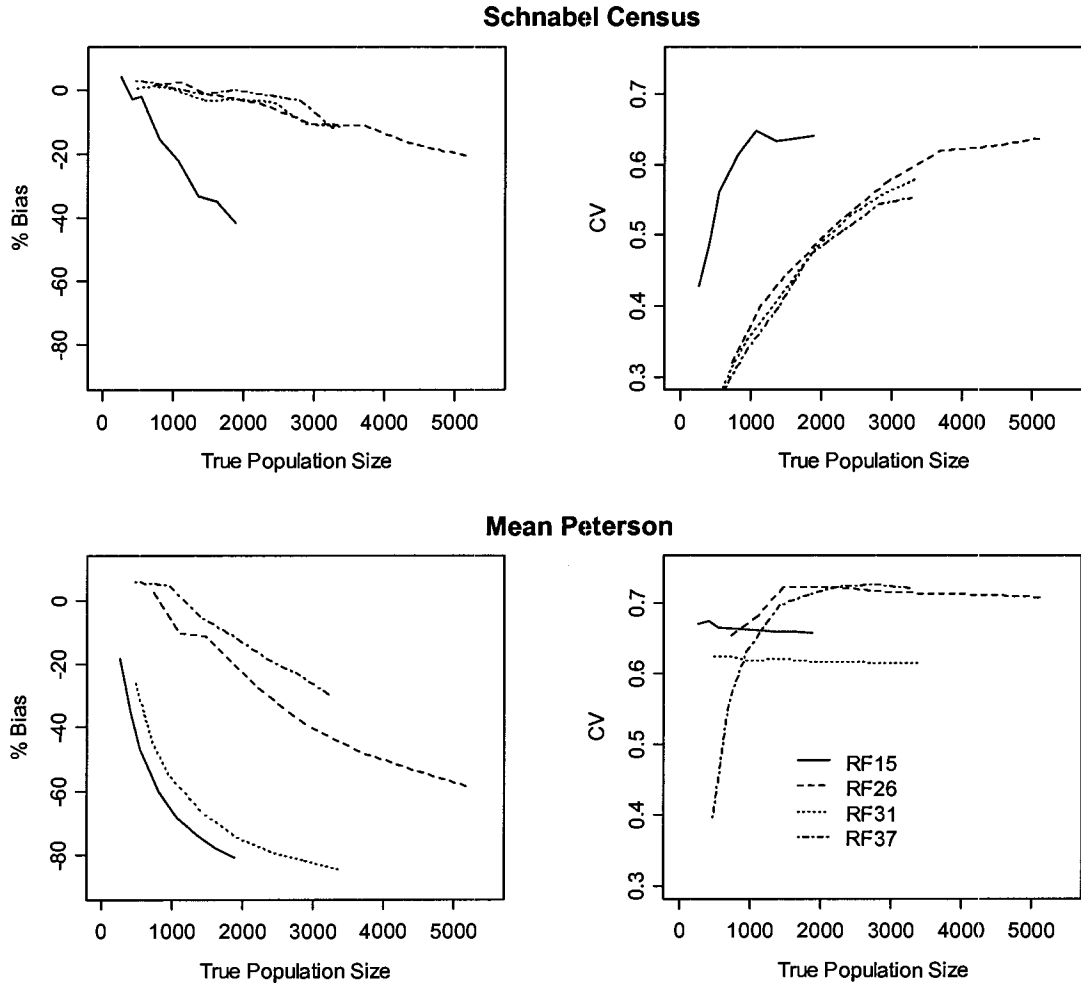 Schnabel Census
% Bias
0
-20
-40
-60
-80
0 1000 2000 3000 4000 5000
True Population Size
CV
0.7
0.6
0.5
0.4
0.3
0 1000 2000 3000 4000 5000
True Population Size
Mean Peterson
% Bias
0
-20
-40
-60
-80
0 1000 2000 3000 4000 5000
True Population Size
CV
0.7
0.6
0.5
0.4
0.3
RF15
RF26
RF31
RF37
0 1000 2000 3000 4000 5000
True Population Size